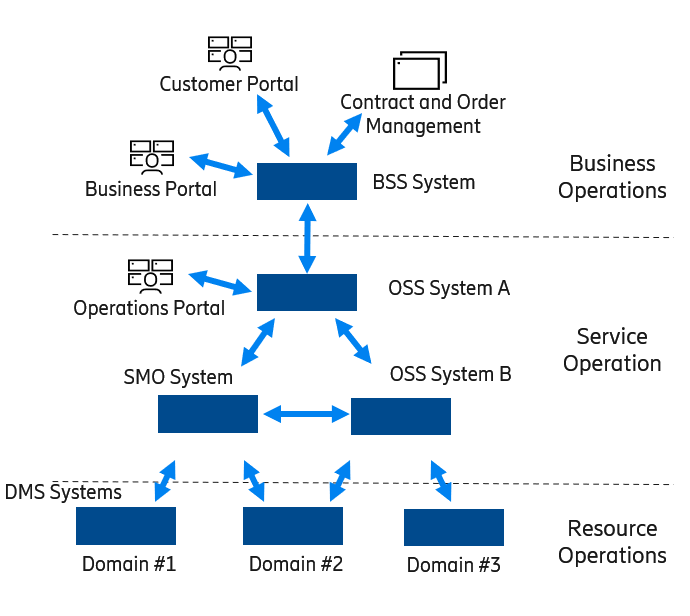 Customer Portal
Contract and Order
Management
Business Portal
BSS System
Business
Operations
Operations Portal
OSS System A
Service
Operation
SMO System
OSS System B
DMS Systems
Domain #1
Domain #2
Domain #3
Resource
Operations